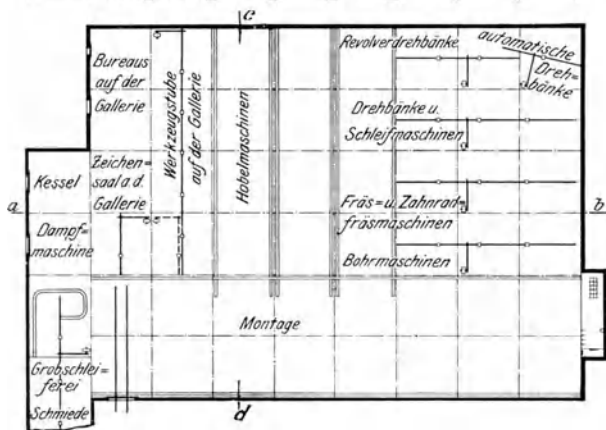 c
Bureaus
auf der
Gallerie
Werkzeugstube
auf der Gallerie
Hobelmaschinen
Revolverdrehbänke
automatische
Dreh=
bänke
Drehbänke u.
Schleifmaschinen
Zeichen=
saal a. d.
Gallerie
Kessel
a
Dampf=
maschine
Fräs= u. Zahnrad=
fräsmaschinen
b
Bohrmaschinen
Montage
Grobschlei=
ferei
Schmiede
d